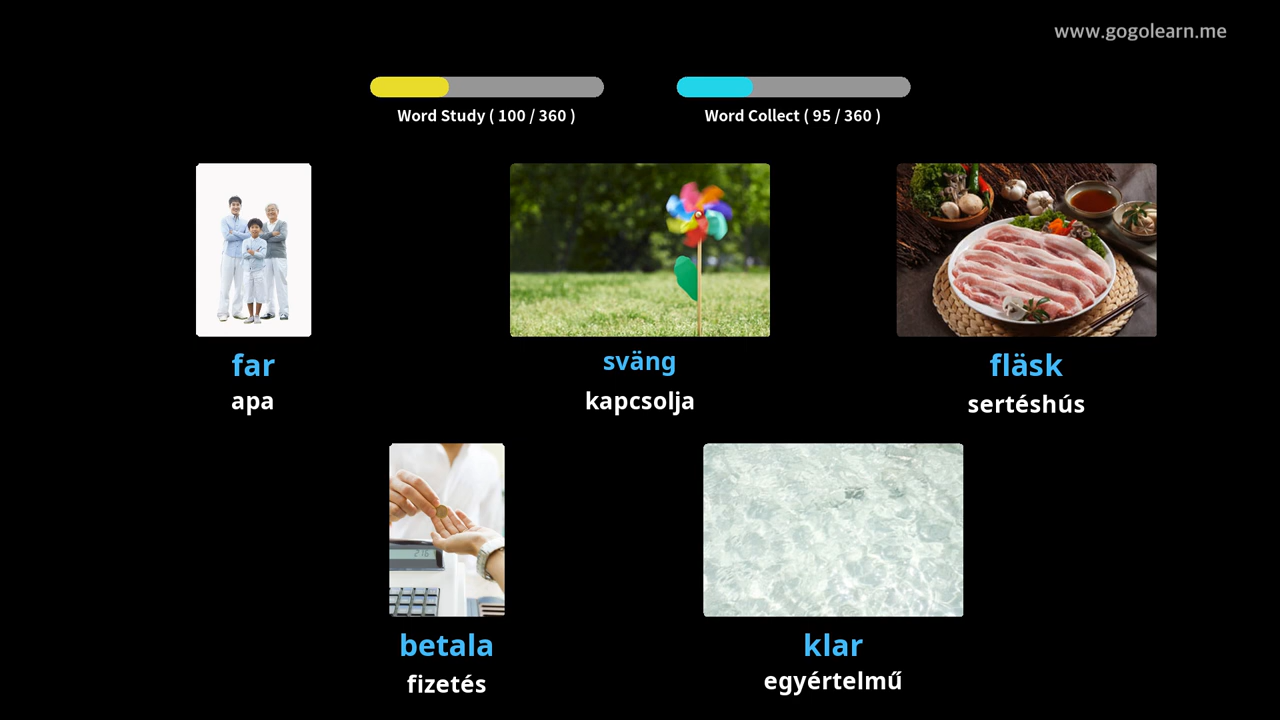 www.gogolearn.me
Word Study ( 100 / 360 )
Word Collect ( 95 / 360 )
far
apa
sväng
kapcsolja
fläsk
sertéshús
betala
fizetés
klar
egyértelmű